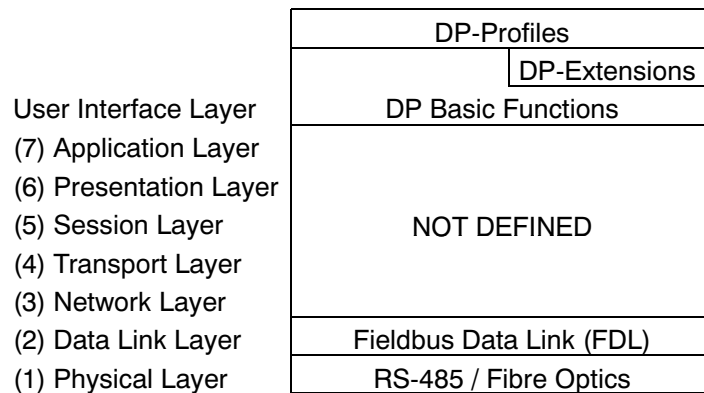 DP-Profiles
DP-Extensions
User Interface Layer DP Basic Functions
(7) Application Layer
(6) Presentation Layer
(5) Session Layer NOT DEFINED
(4) Transport Layer
(3) Network Layer
(2) Data Link Layer Fieldbus Data Link (FDL)
(1) Physical Layer RS-485 / Fibre Optics